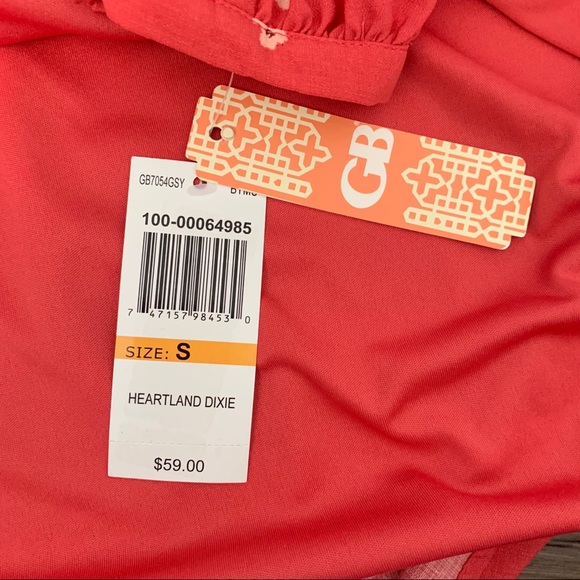 GB
GB7054GSY
100-00064985
7 47157 98453 0
SIZE: S
HEARTLAND DIXIE
$59.00